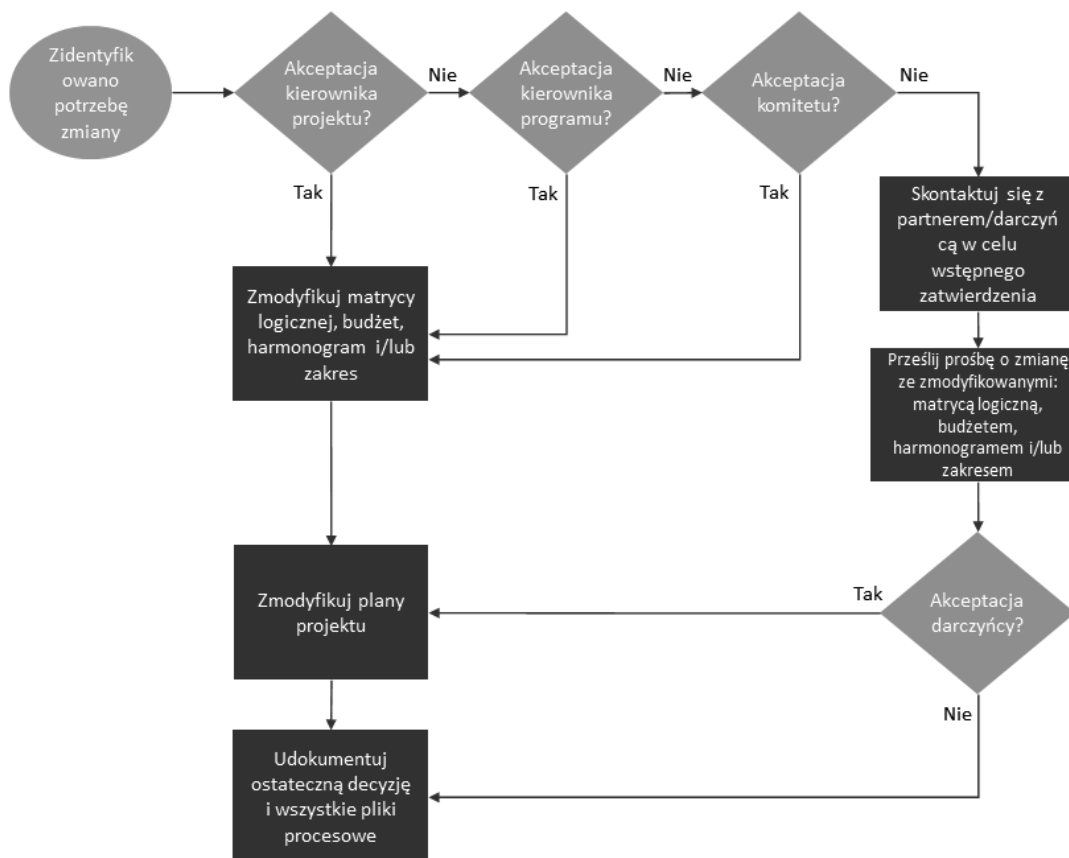 Zidentyfik
owano
potrzebę
zmiany
Akceptacja
kierownika
projektu?
Nie
Akceptacja
kierownika
programu?
Nie
Akceptacja
komitetu?
Nie
Tak
Tak
Tak
Skontaktuj się z
partnerem/darczyń
cą w celu
wstępnego
zatwierdzenia
Zmodyfikuj matrycy
logicznej, budżet,
harmonogram i/lub
zakres
Prześlij prośbę o zmianę
ze zmodyfikowanymi:
matrycą logiczną,
budżetem,
harmonogramem i/lub
zakresem
Zmodyfikuj plany
projektu
Tak
Akceptacja
darczyńcy?
Nie
Udokumentuj
ostateczną decyzję
i wszystkie pliki
procesowe